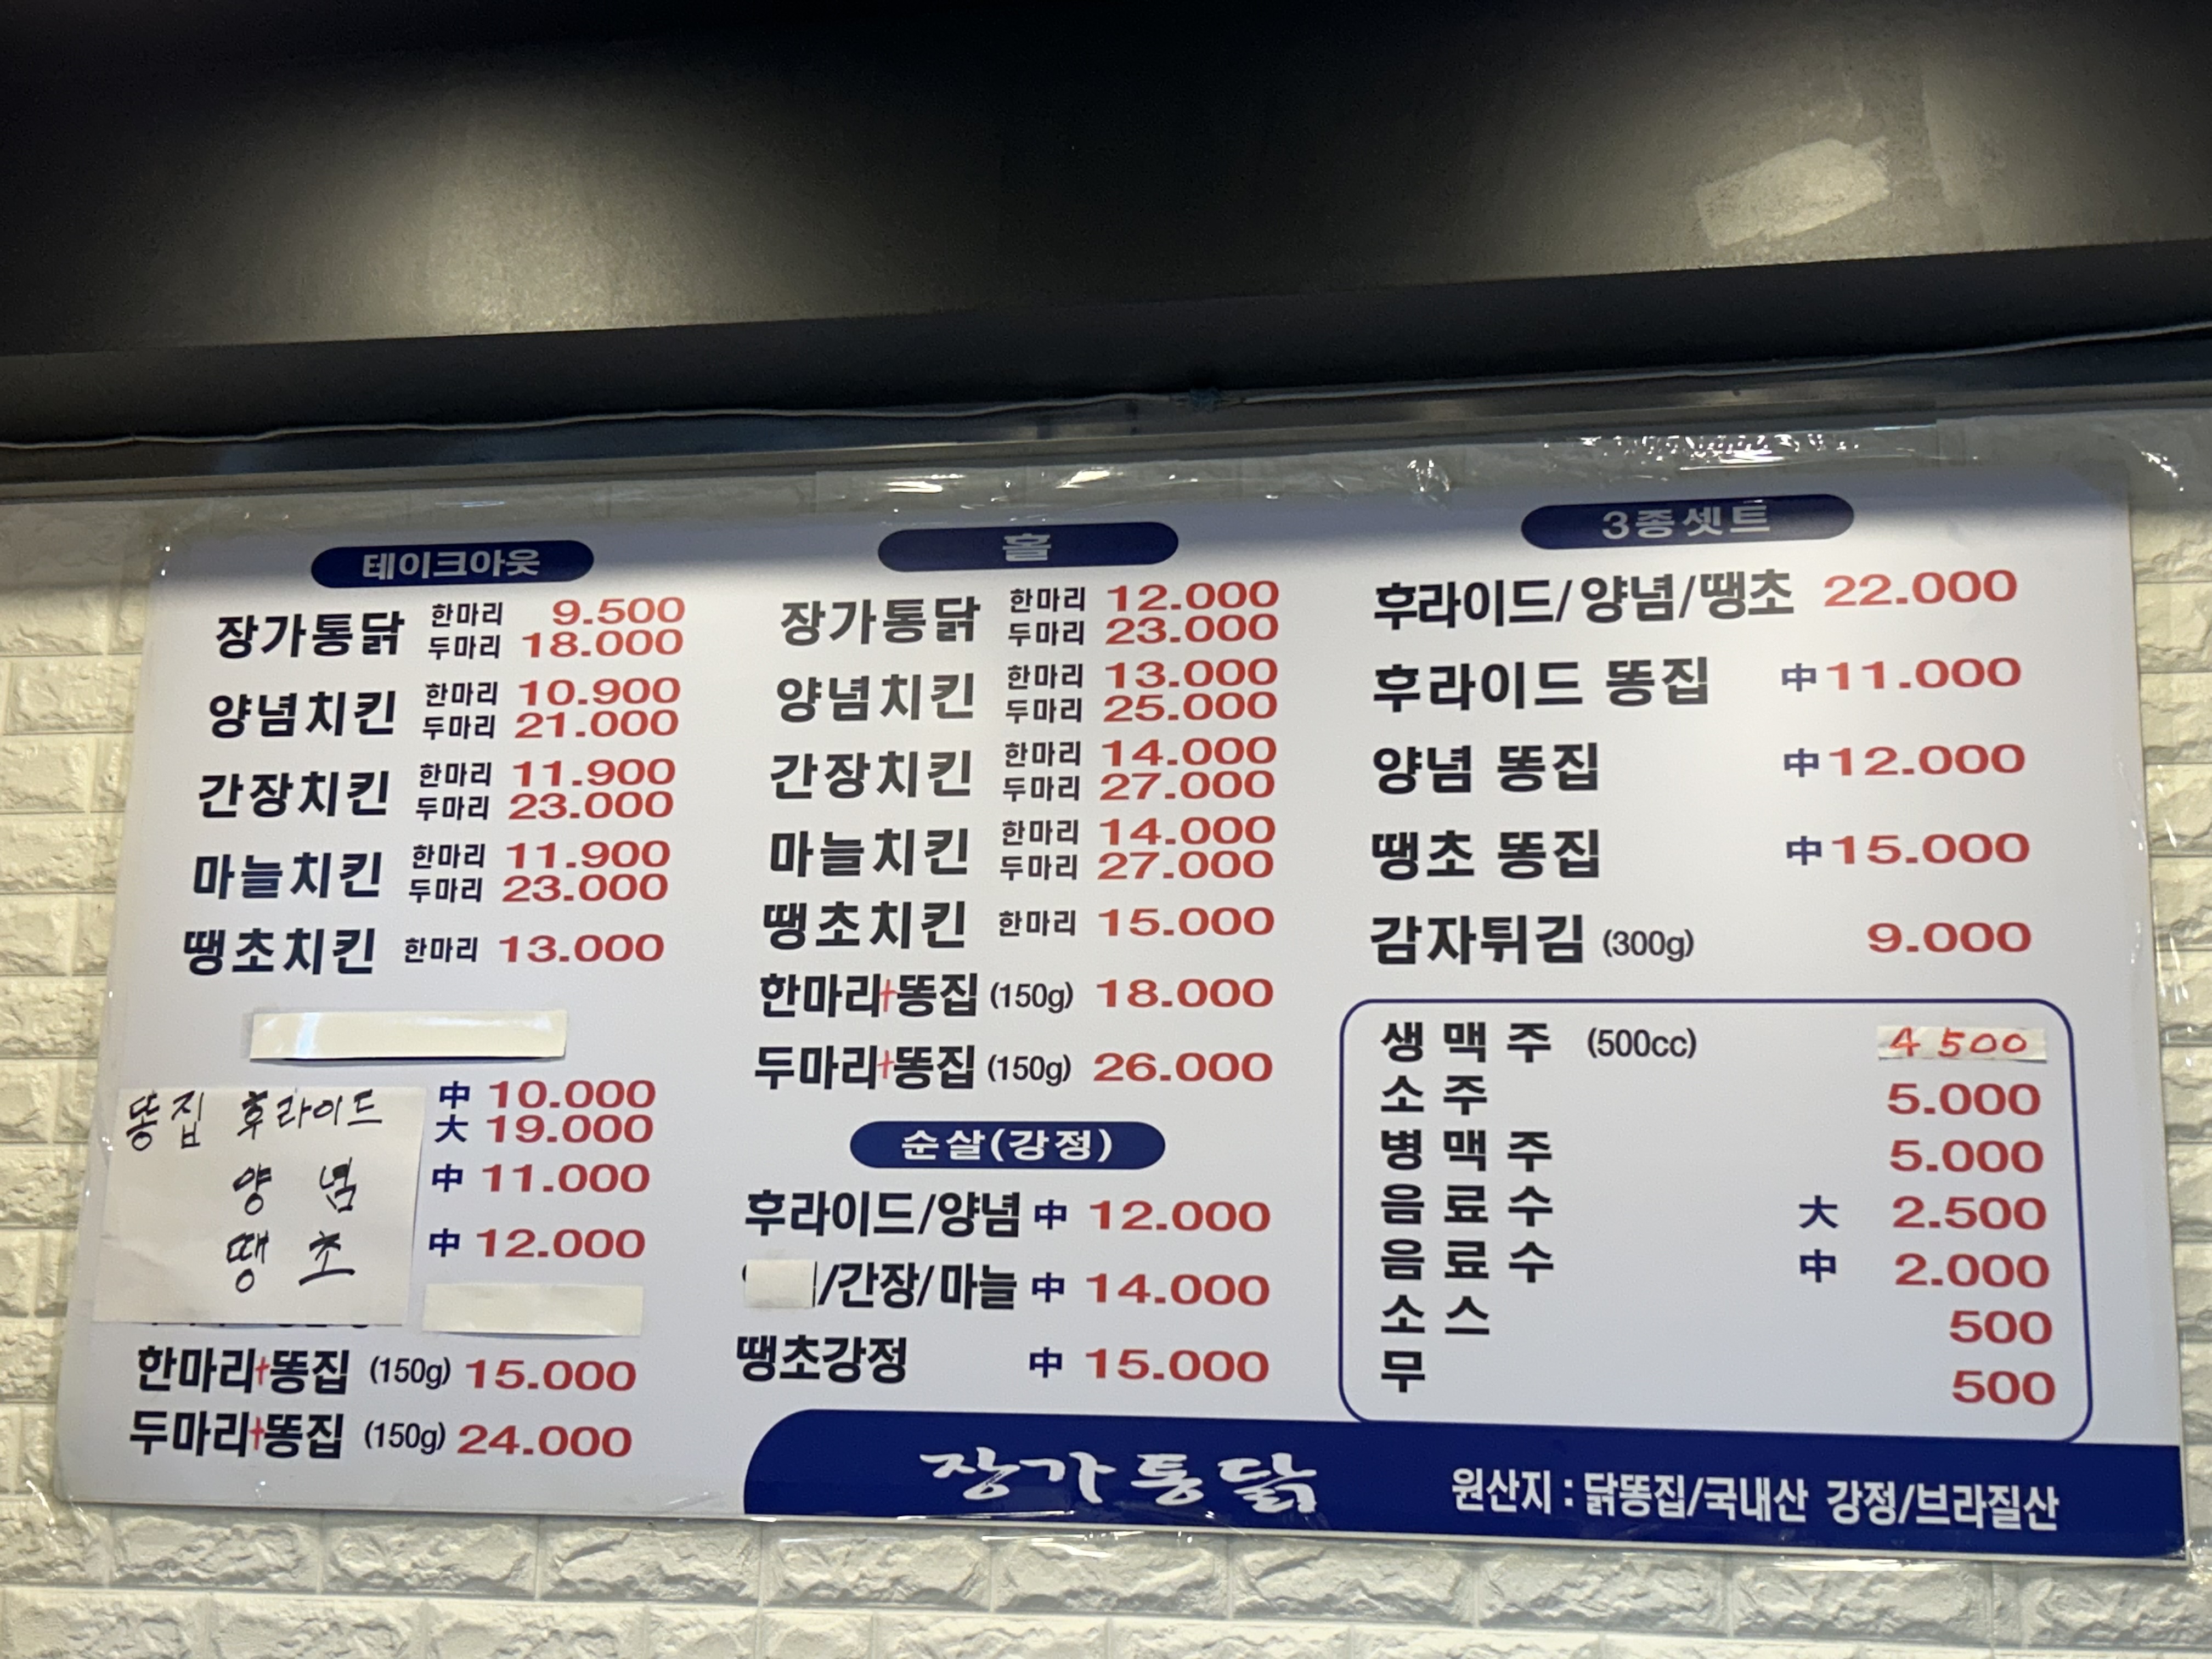 테이크아웃
장가통닭 한마리 9.500
두마리 18.000
양념치킨 한마리 10.900
두마리 21.000
간장치킨 한마리 11.900
두마리 23.000
마늘치킨 한마리 11.900
두마리 23.000
땡초치킨 한마리 13.000
똥집 후라이드 中 10.000
大 19.000
양념 中 11.000
땡초 中 12.000
한마리+똥집 (150g) 15.000
두마리+똥집 (150g) 24.000
홀
장가통닭 한마리 12.000
두마리 23.000
양념치킨 한마리 13.000
두마리 25.000
간장치킨 한마리 14.000
두마리 27.000
마늘치킨 한마리 14.000
두마리 27.000
땡초치킨 한마리 15.000
한마리+똥집 (150g) 18.000
두마리+똥집 (150g) 26.000
순살(강정)
후라이드/양념 中 12.000
/간장/마늘 中 14.000
땡초강정 中 15.000
3종셋트
후라이드/양념/땡초 22.000
후라이드 똥집 中 11.000
양념 똥집 中 12.000
땡초 똥집 中 15.000
감자튀김 (300g) 9.000
생맥주 (500cc) 4500
소주 5.000
병맥주 5.000
음료수 大 2.500
음료수 中 2.000
소스 500
무 500
장가통닭
원산지 : 닭똥집/국내산 강정/브라질산